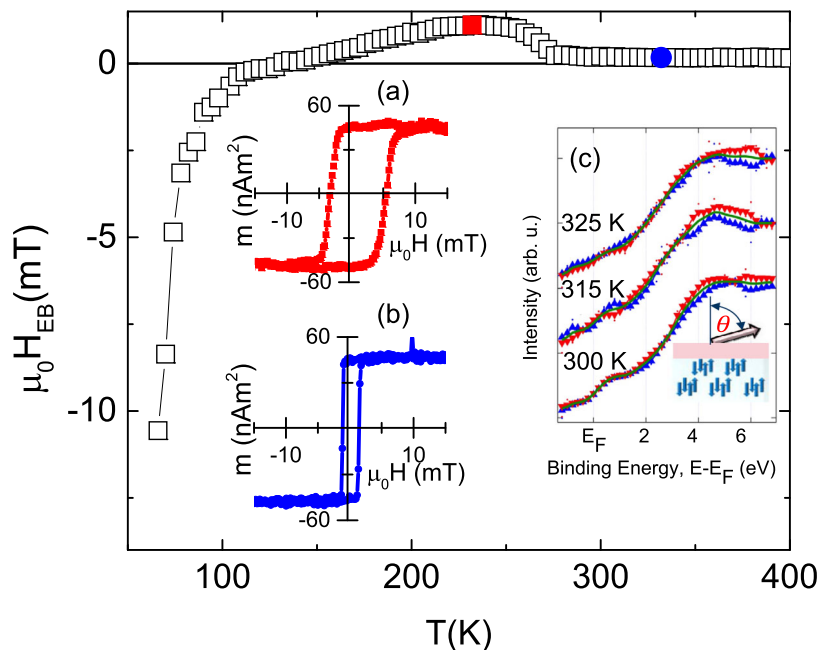 0
-5
-10
μ0HEB(mT)
100
200
300
400
T(K)
(a)
60
m (nAm²)
-10
10
μ0H (mT)
-60
(b)
60
m (nAm²)
-10
10
μ0H (mT)
-60
(c)
325 K
315 K
300 K
θ
Intensity (arb. u.)
EF
2
4
6
Binding Energy, E-EF (eV)